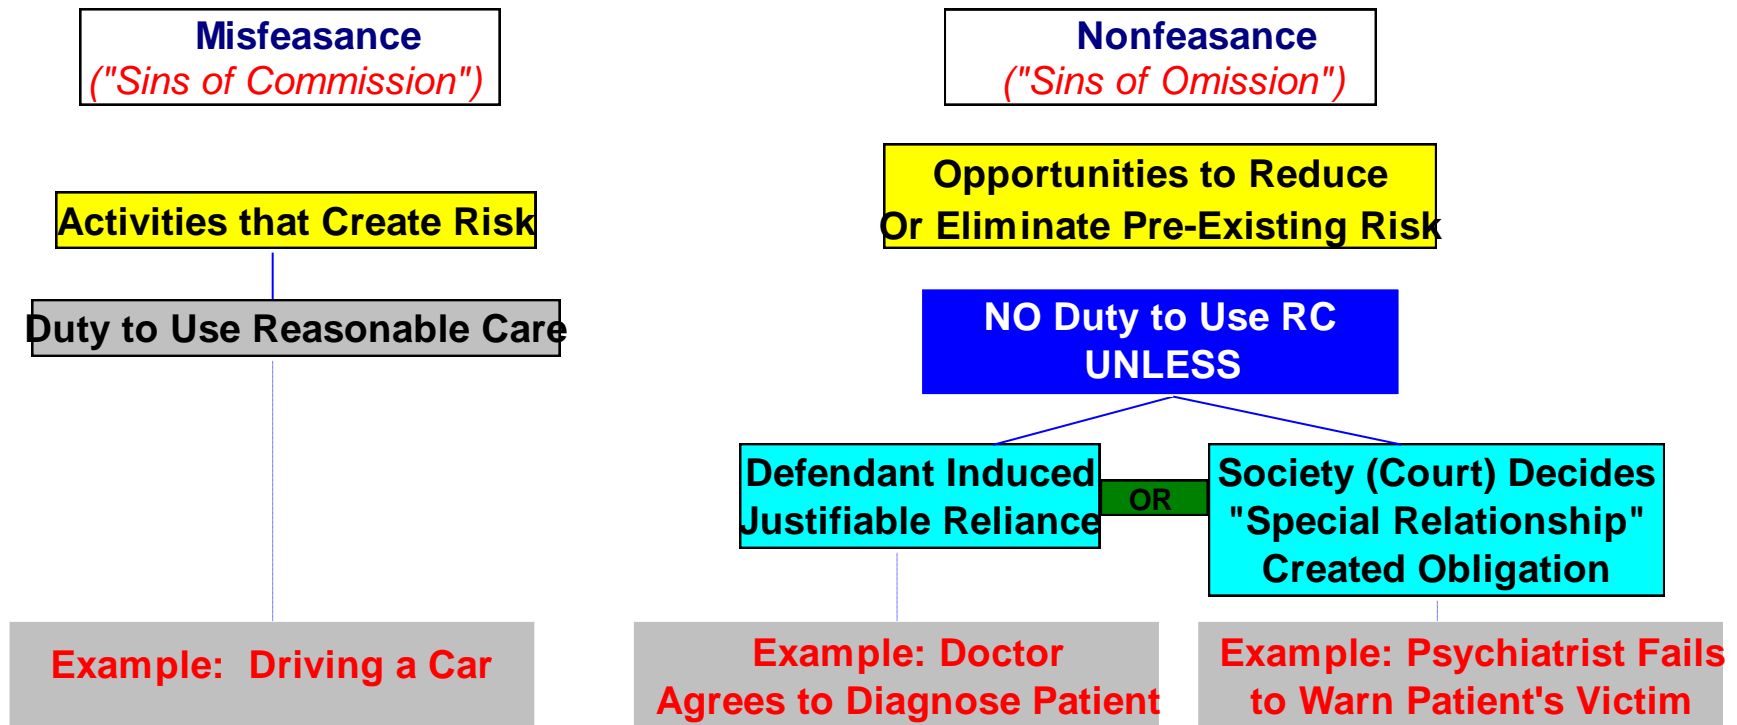 Misfeasance
("Sins of Commission")
Nonfeasance
("Sins of Omission")
Activities that Create Risk
Opportunities to Reduce
Or Eliminate Pre-Existing Risk
Duty to Use Reasonable Care
NO Duty to Use RC
UNLESS
Defendant Induced
Justifiable Reliance
OR
Society (Court) Decides
"Special Relationship"
Created Obligation
Example:  Driving a Car
Example: Doctor
Agrees to Diagnose Patient
Example: Psychiatrist Fails
to Warn Patient's Victim